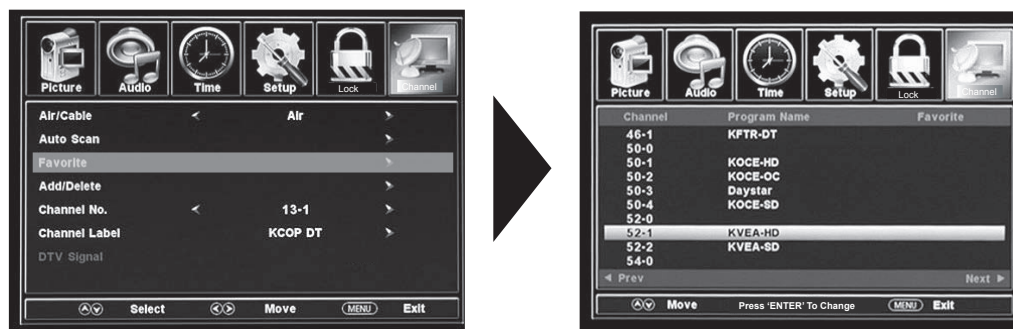 Picture Audio Time Setup Lock Channel
Air/Cable Air
Auto Scan
Favorite
Add/Delete
Channel No. 13-1
Channel Label KCOP DT
DTV Signal
Select Move MENU Exit
Picture Audio Time Setup Lock Channel
Channel Program Name Favorite
46-1 KFTR-DT
50-0
50-1 KOCE-HD
50-2 KOCE-OC
50-3 Daystar
50-4 KOCE-SD
52-0
52-1 KVEA-HD
52-2 KVEA-SD
54-0
Prev Next
Move Press 'ENTER' To Change MENU Exit